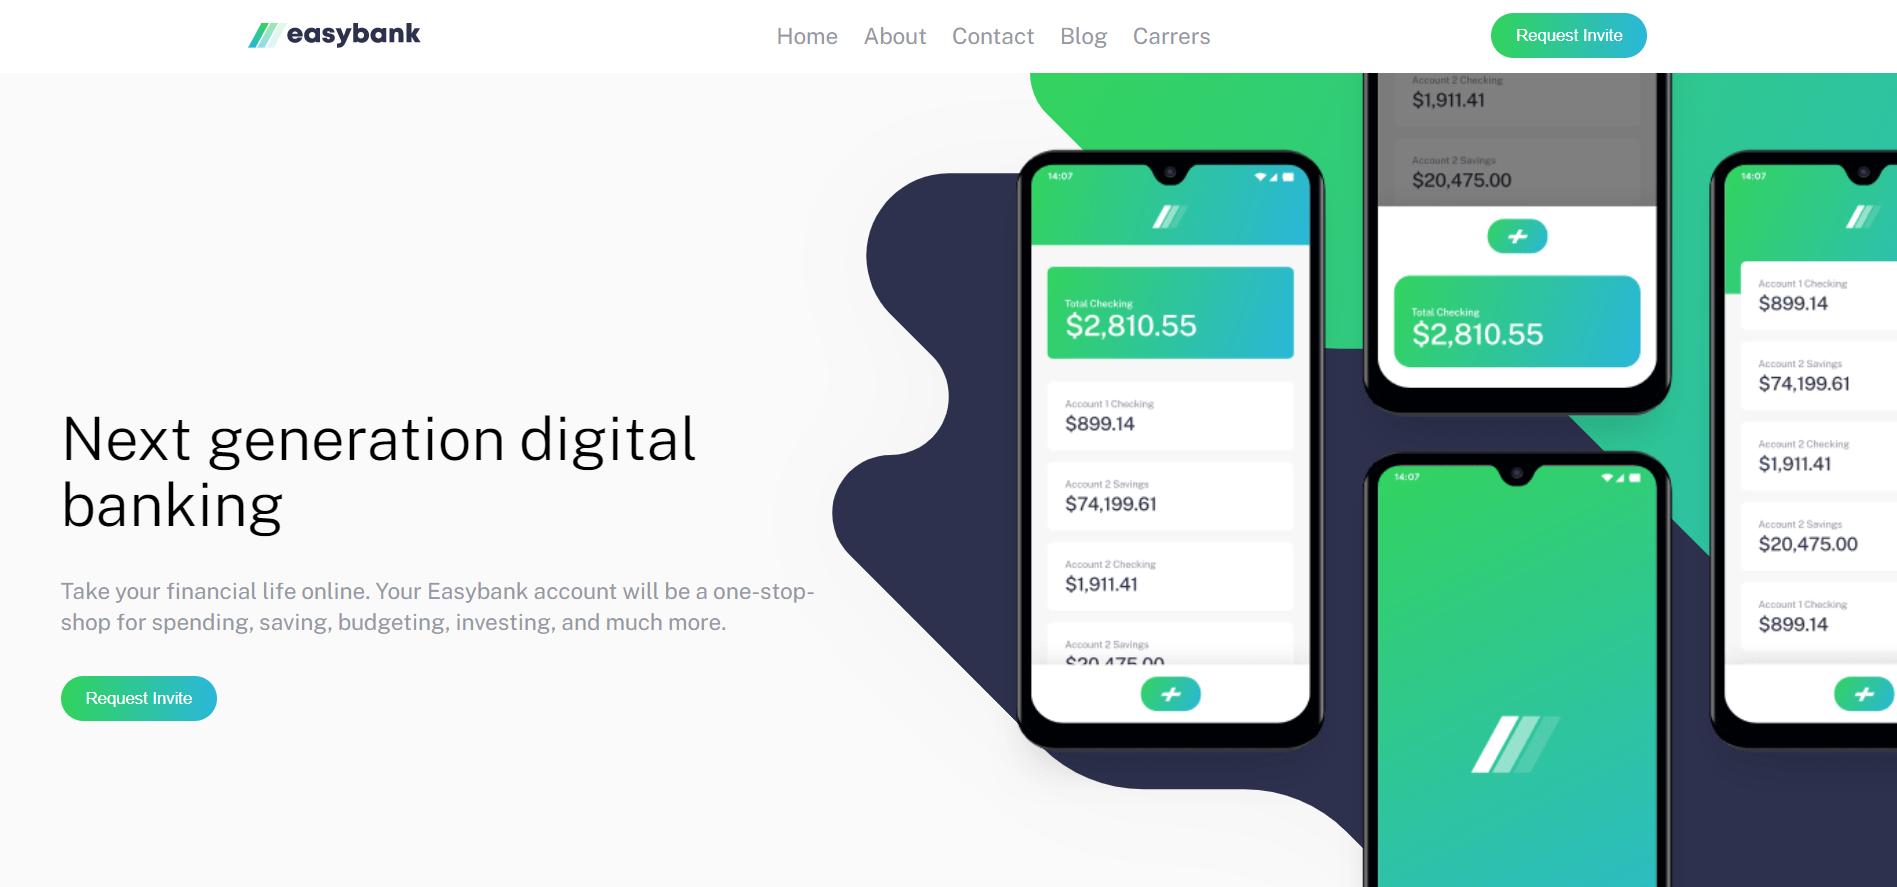 easybank
Home About Contact Blog Carrers
Request Invite
Next generation digital
banking
Take your financial life online. Your Easybank account will be a one-stop-
shop for spending, saving, budgeting, investing, and much more.
Request Invite
14:07
Total Checking
$2,810.55
Account 1 Checking
$899.14
Account 2 Savings
$74,199.61
Account 2 Checking
$1,911.41
Account 2 Savings
$20,475.00
Account 2 Checking
$1,911.41
Account 2 Savings
$20,475.00
Total Checking
$2,810.55
14:07
14:07
Account 1 Checking
$899.14
Account 2 Savings
$74,199.61
Account 2 Checking
$1,911.41
Account 2 Savings
$20,475.00
Account 1 Checking
$899.14